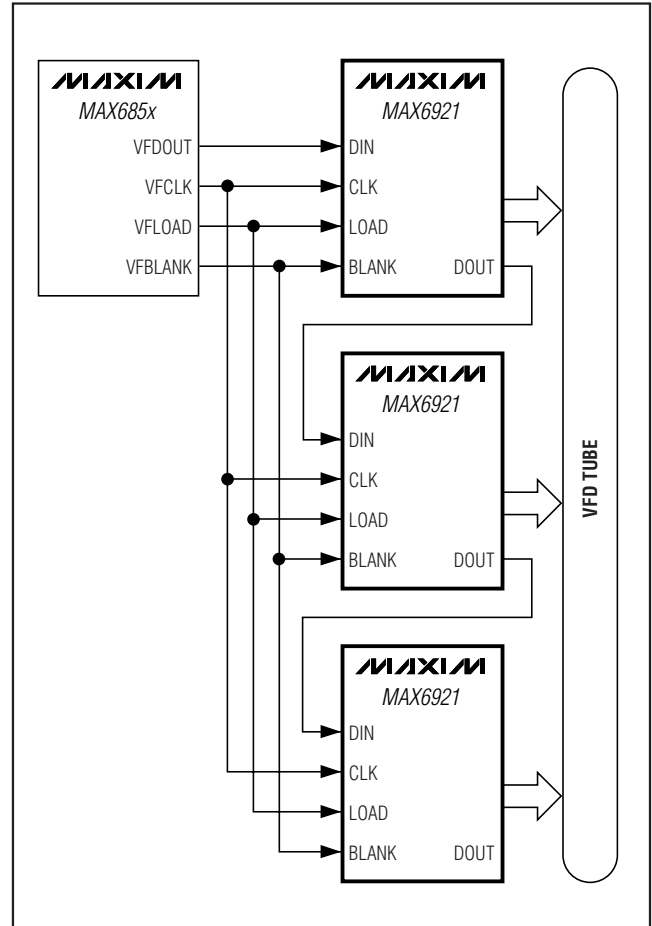 MAXIM
MAX685x
VFDOUT
VFCLK
VFLOAD
VFBLANK
MAXIM
MAX6921
DIN
CLK
LOAD
BLANK DOUT
MAXIM
MAX6921
DIN
CLK
LOAD
BLANK DOUT
MAXIM
MAX6921
DIN
CLK
LOAD
BLANK DOUT
VFD TUBE